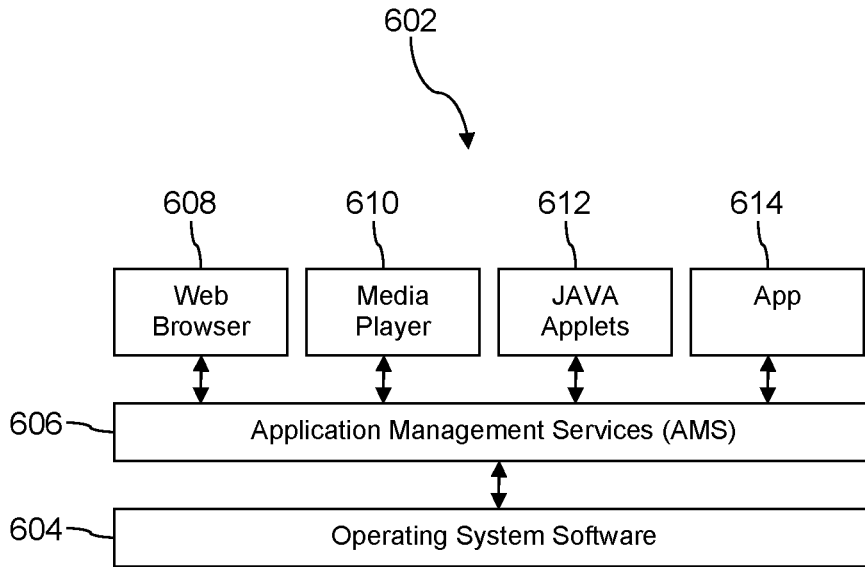 602
608
610
612
614
Web
Browser
Media
Player
JAVA
Applets
App
606
Application Management Services (AMS)
604
Operating System Software